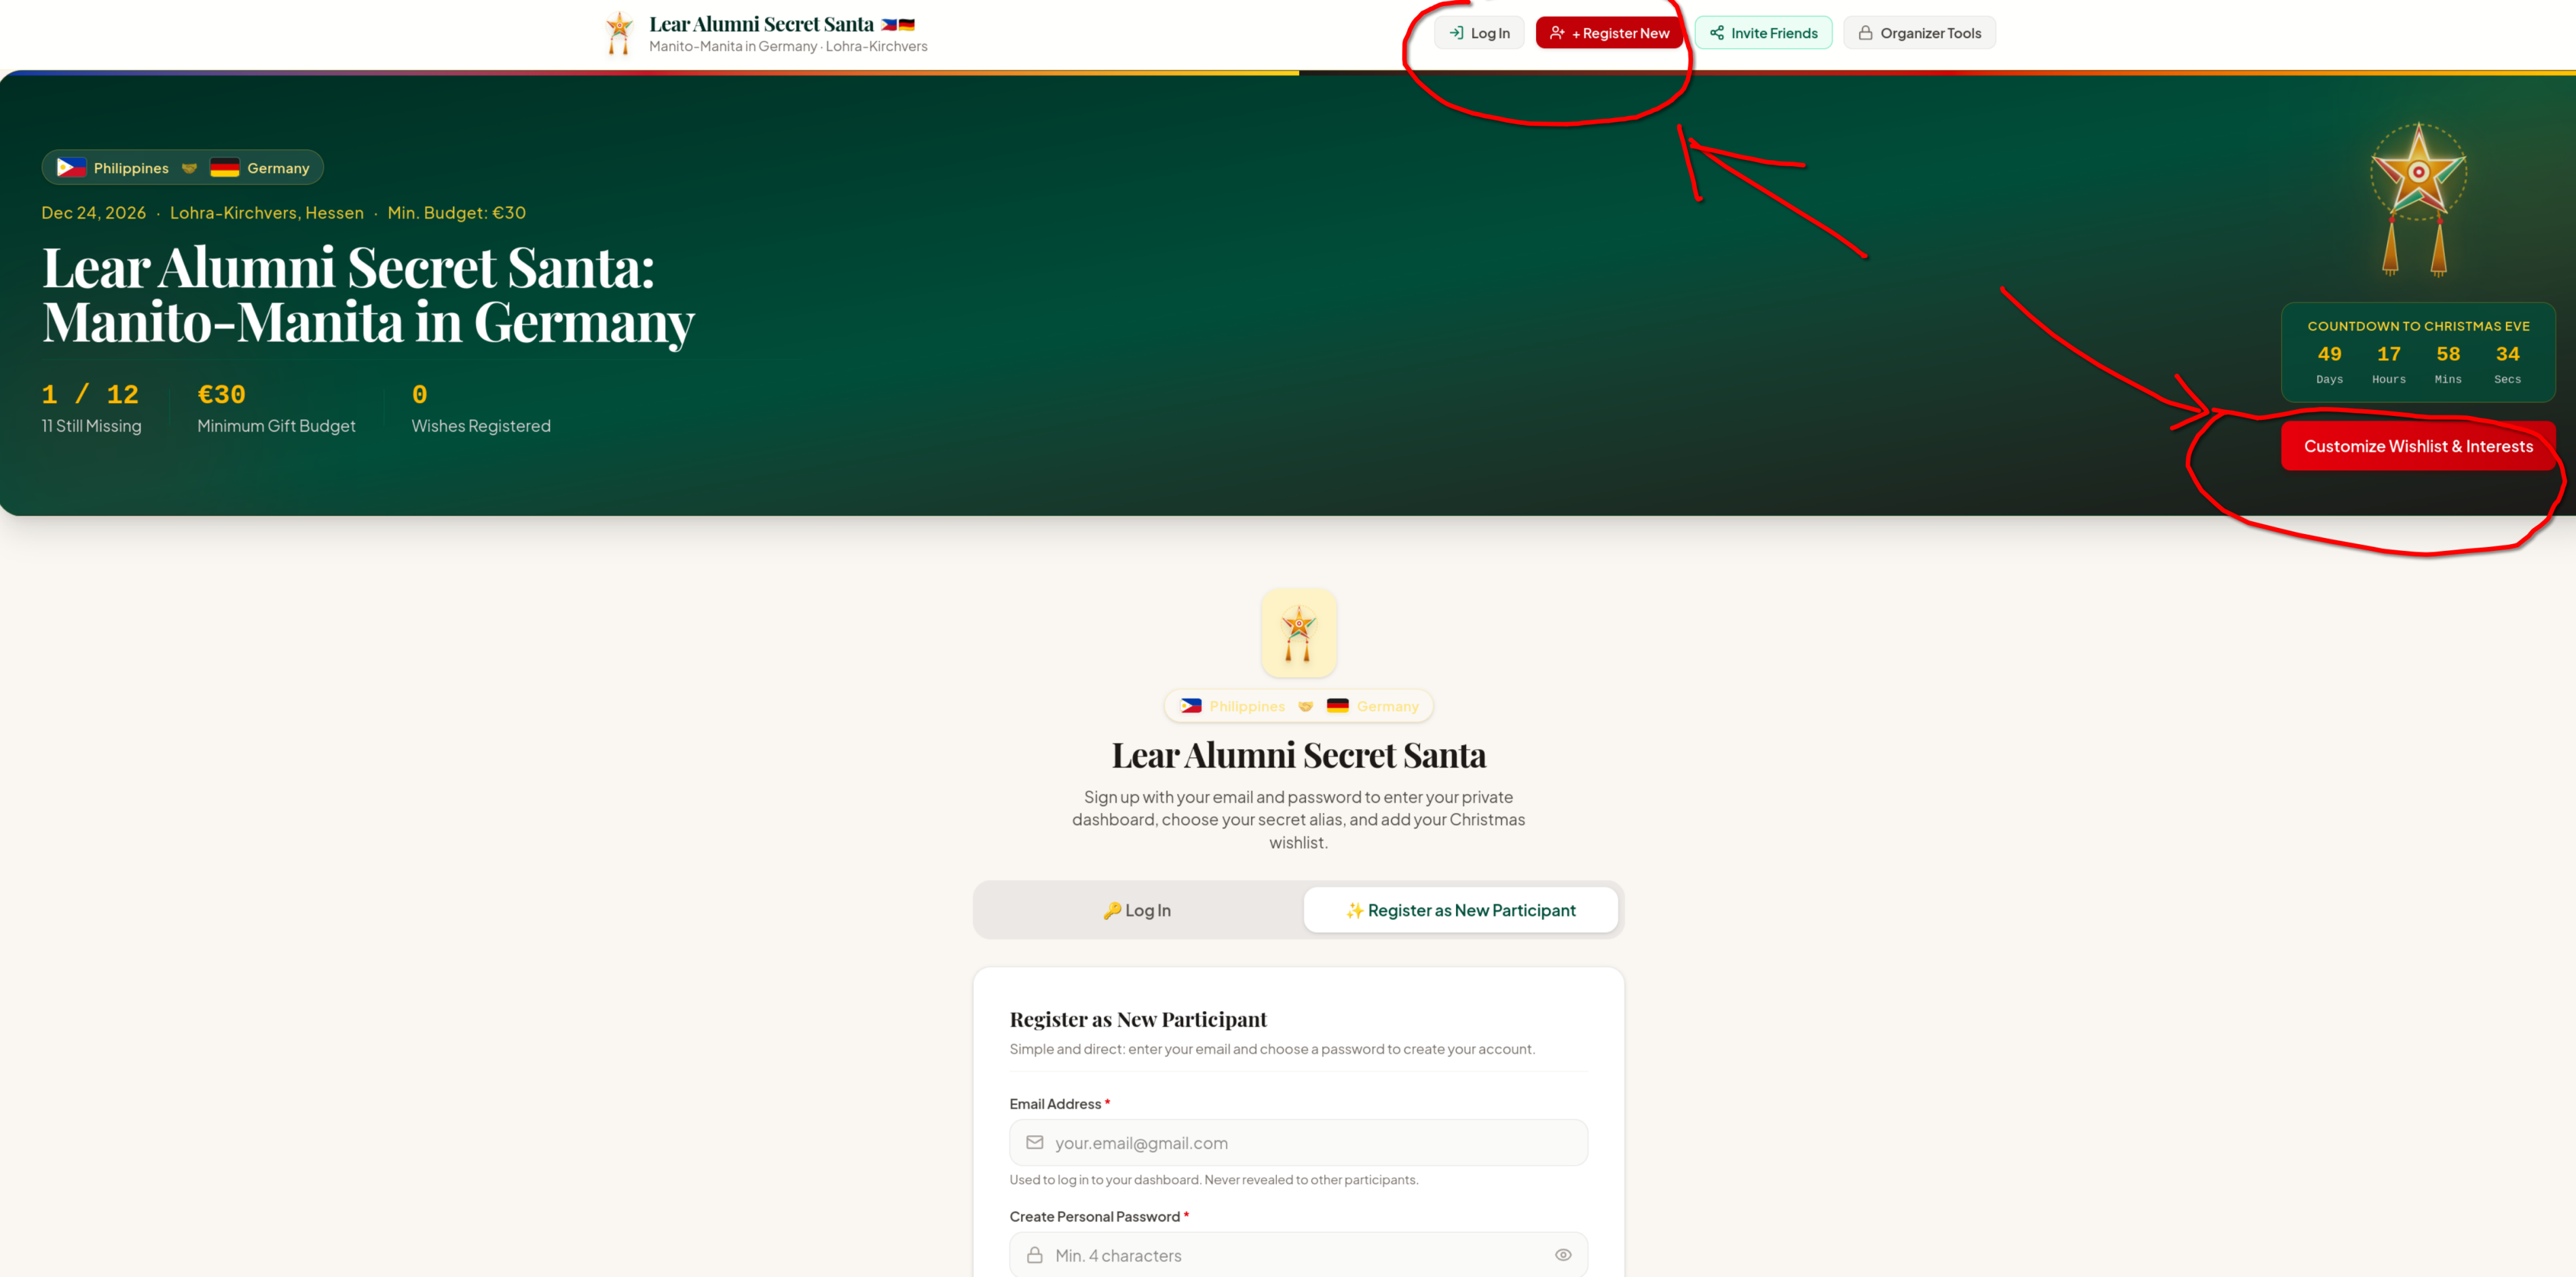 Lear Alumni Secret Santa 🇵🇭🇩🇪
Manito-Manita in Germany · Lohra-Kirchvers
Log In
+ Register New
Invite Friends
Organizer Tools
Philippines 🤝 Germany
Dec 24, 2026 · Lohra-Kirchvers, Hessen · Min. Budget: €30
Lear Alumni Secret Santa:
Manito-Manita in Germany
1 / 12
11 Still Missing
€30
Minimum Gift Budget
0
Wishes Registered
COUNTDOWN TO CHRISTMAS EVE
49 17 58 34
Days Hours Mins Secs
Customize Wishlist & Interests
Philippines 🤝 Germany
Lear Alumni Secret Santa
Sign up with your email and password to enter your private
dashboard, choose your secret alias, and add your Christmas
wishlist.
🔑 Log In
✨ Register as New Participant
Register as New Participant
Simple and direct: enter your email and choose a password to create your account.
Email Address *
your.email@gmail.com
Used to log in to your dashboard. Never revealed to other participants.
Create Personal Password *
Min. 4 characters